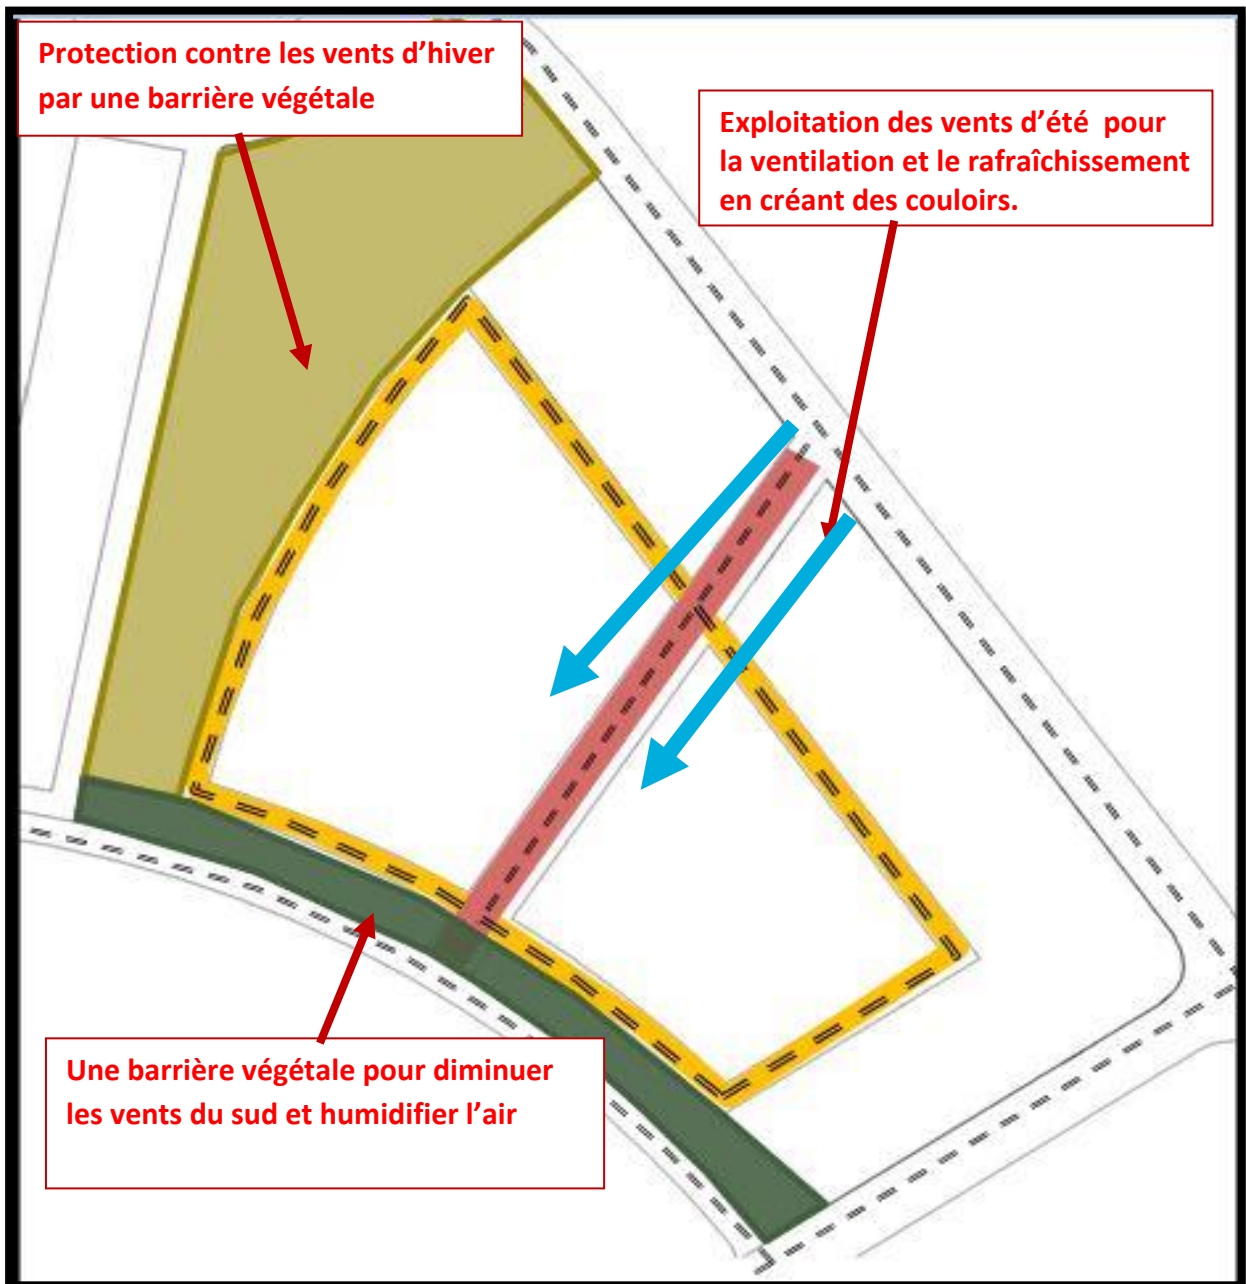 Protection contre les vents d’hiver
par une barrière végétale
Exploitation des vents d’été  pour
la ventilation et le rafraîchissement
en créant des couloirs.
Une barrière végétale pour diminuer
les vents du sud et humidifier l’air